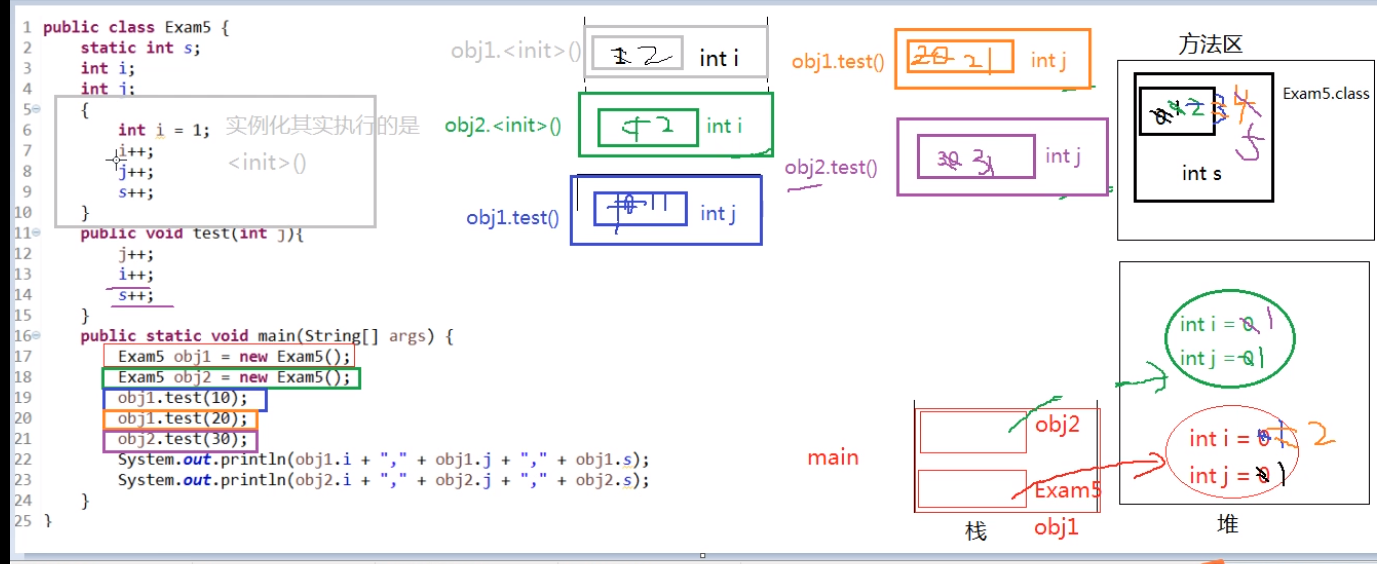 1 public class Exam5 {
2 static int s;
3 int i;
4 int j;
5 {
6 int i = 1;
7 i++;
8 j++;
9 s++;
10 }
11 public void test(int j){
12 j++;
13 i++;
14 s++;
15 }
16 public static void main(String[] args) {
17 Exam5 obj1 = new Exam5();
18 Exam5 obj2 = new Exam5();
19 obj1.test(10);
20 obj1.test(20);
21 obj2.test(30);
22 System.out.println(obj1.i + "," + obj1.j + "," + obj1.s);
23 System.out.println(obj2.i + "," + obj2.j + "," + obj2.s);
24 }
25 }
实例化其实执行的是
<init>()
obj1.<init>() 1 2 int i
obj2.<init>() 1 2 int i
obj1.test() 10 11 int j
obj1.test() 20 21 int j
obj2.test() 30 31 int j
方法区
Exam5.class
0 1 2 3 4
5
int s
int i = 0 1
int j = 0 1
int i = 0 1 2
int j = 0 1
堆
main
obj2
Exam5
obj1
栈